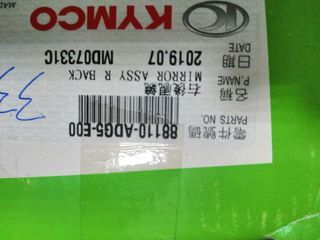 KYMCO
零件號碼 88110-ADG5-E00
PARTS NO.
名稱 右後視鏡
P.NAME MIRROR ASSY R BACK
日期 2019.07 MD07331C
DATE